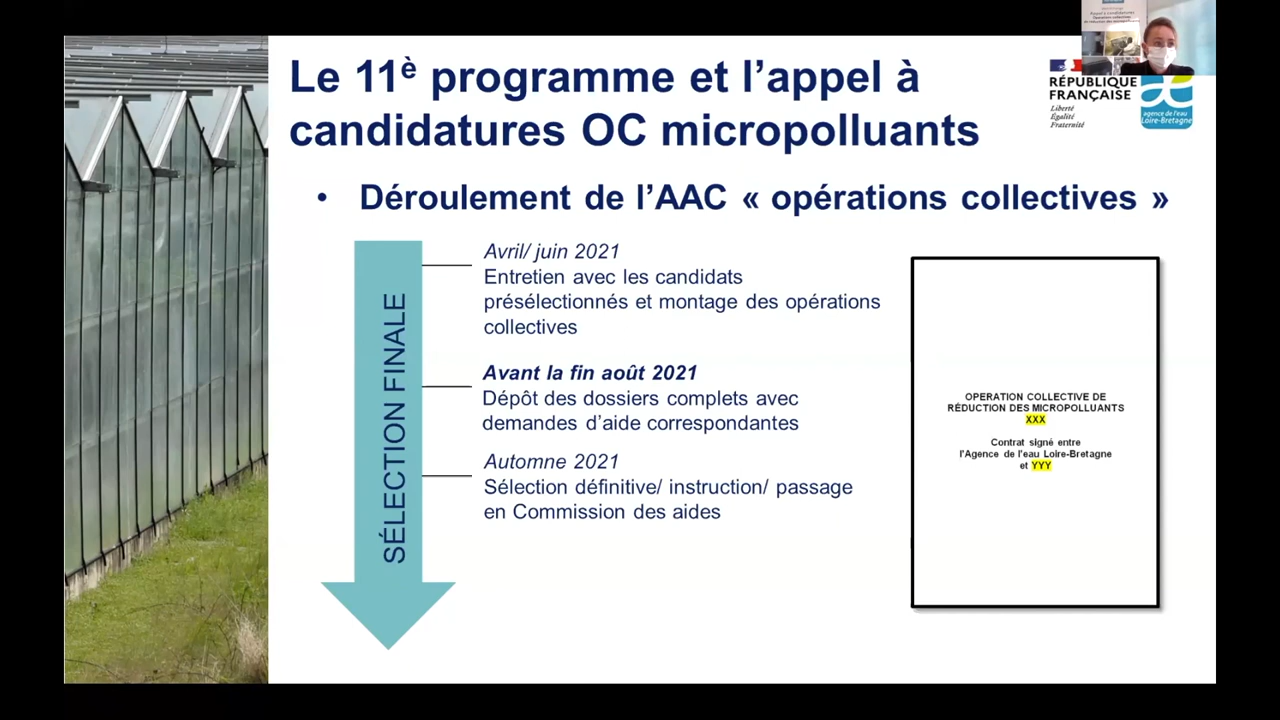 Le 11è programme et l'appel à
candidatures OC micropolluants
RÉPUBLIQUE
FRANÇAISE
Liberté
Égalité
Fraternité
agence de l'eau
Loire-Bretagne
• Déroulement de l'AAC « opérations collectives »
SÉLECTION FINALE
Avril/ juin 2021
Entretien avec les candidats
présélectionnés et montage des opérations
collectives
Avant la fin août 2021
Dépôt des dossiers complets avec
demandes d'aide correspondantes
Automne 2021
Sélection définitive/ instruction/ passage
en Commission des aides
OPERATION COLLECTIVE DE
RÉDUCTION DES MICROPOLLUANTS
XXX
Contrat signé entre
l'Agence de l'eau Loire-Bretagne
et YYY